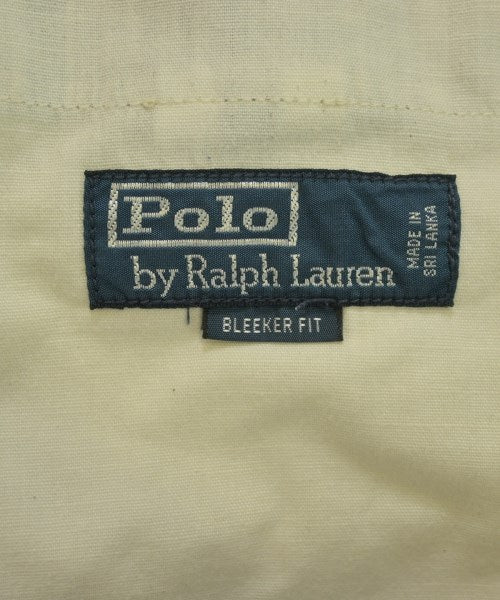 Polo
by Ralph Lauren
MADE IN
SRI LANKA
BLEEKER FIT